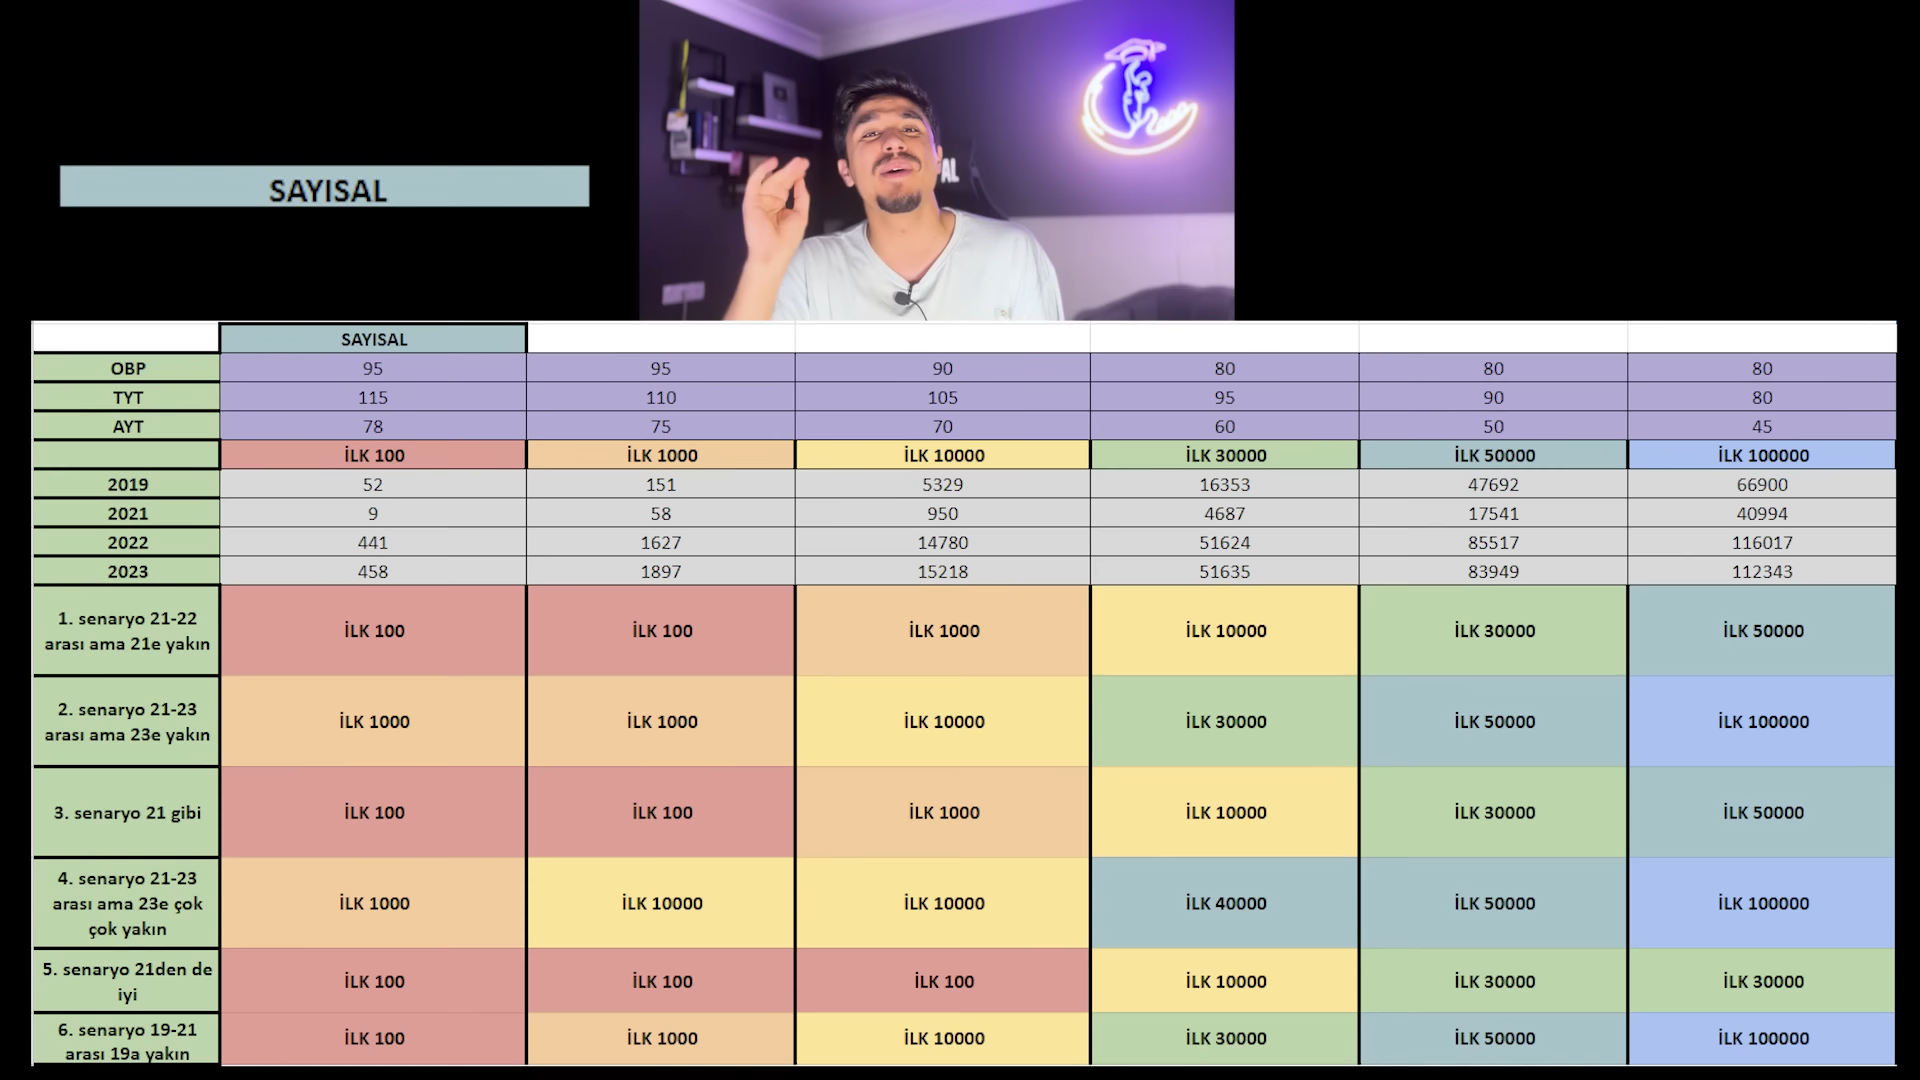 SAYISAL
AL
SAYISAL
OBP 95 95 90 80 80 80
TYT 115 110 105 95 90 80
AYT 78 75 70 60 50 45
İLK 100 İLK 1000 İLK 10000 İLK 30000 İLK 50000 İLK 100000
2019 52 151 5329 16353 47692 66900
2021 9 58 950 4687 17541 40994
2022 441 1627 14780 51624 85517 116017
2023 458 1897 15218 51635 83949 112343
1. senaryo 21-22
arası ama 21e yakın
İLK 100 İLK 100 İLK 1000 İLK 10000 İLK 30000 İLK 50000
2. senaryo 21-23
arası ama 23e yakın
İLK 1000 İLK 1000 İLK 10000 İLK 30000 İLK 50000 İLK 100000
3. senaryo 21 gibi İLK 100 İLK 100 İLK 1000 İLK 10000 İLK 30000 İLK 50000
4. senaryo 21-23
arası ama 23e çok
çok yakın
İLK 1000 İLK 10000 İLK 10000 İLK 40000 İLK 50000 İLK 100000
5. senaryo 21den de
iyi
İLK 100 İLK 100 İLK 100 İLK 10000 İLK 30000 İLK 30000
6. senaryo 19-21
arası 19a yakın
İLK 100 İLK 1000 İLK 10000 İLK 30000 İLK 50000 İLK 100000